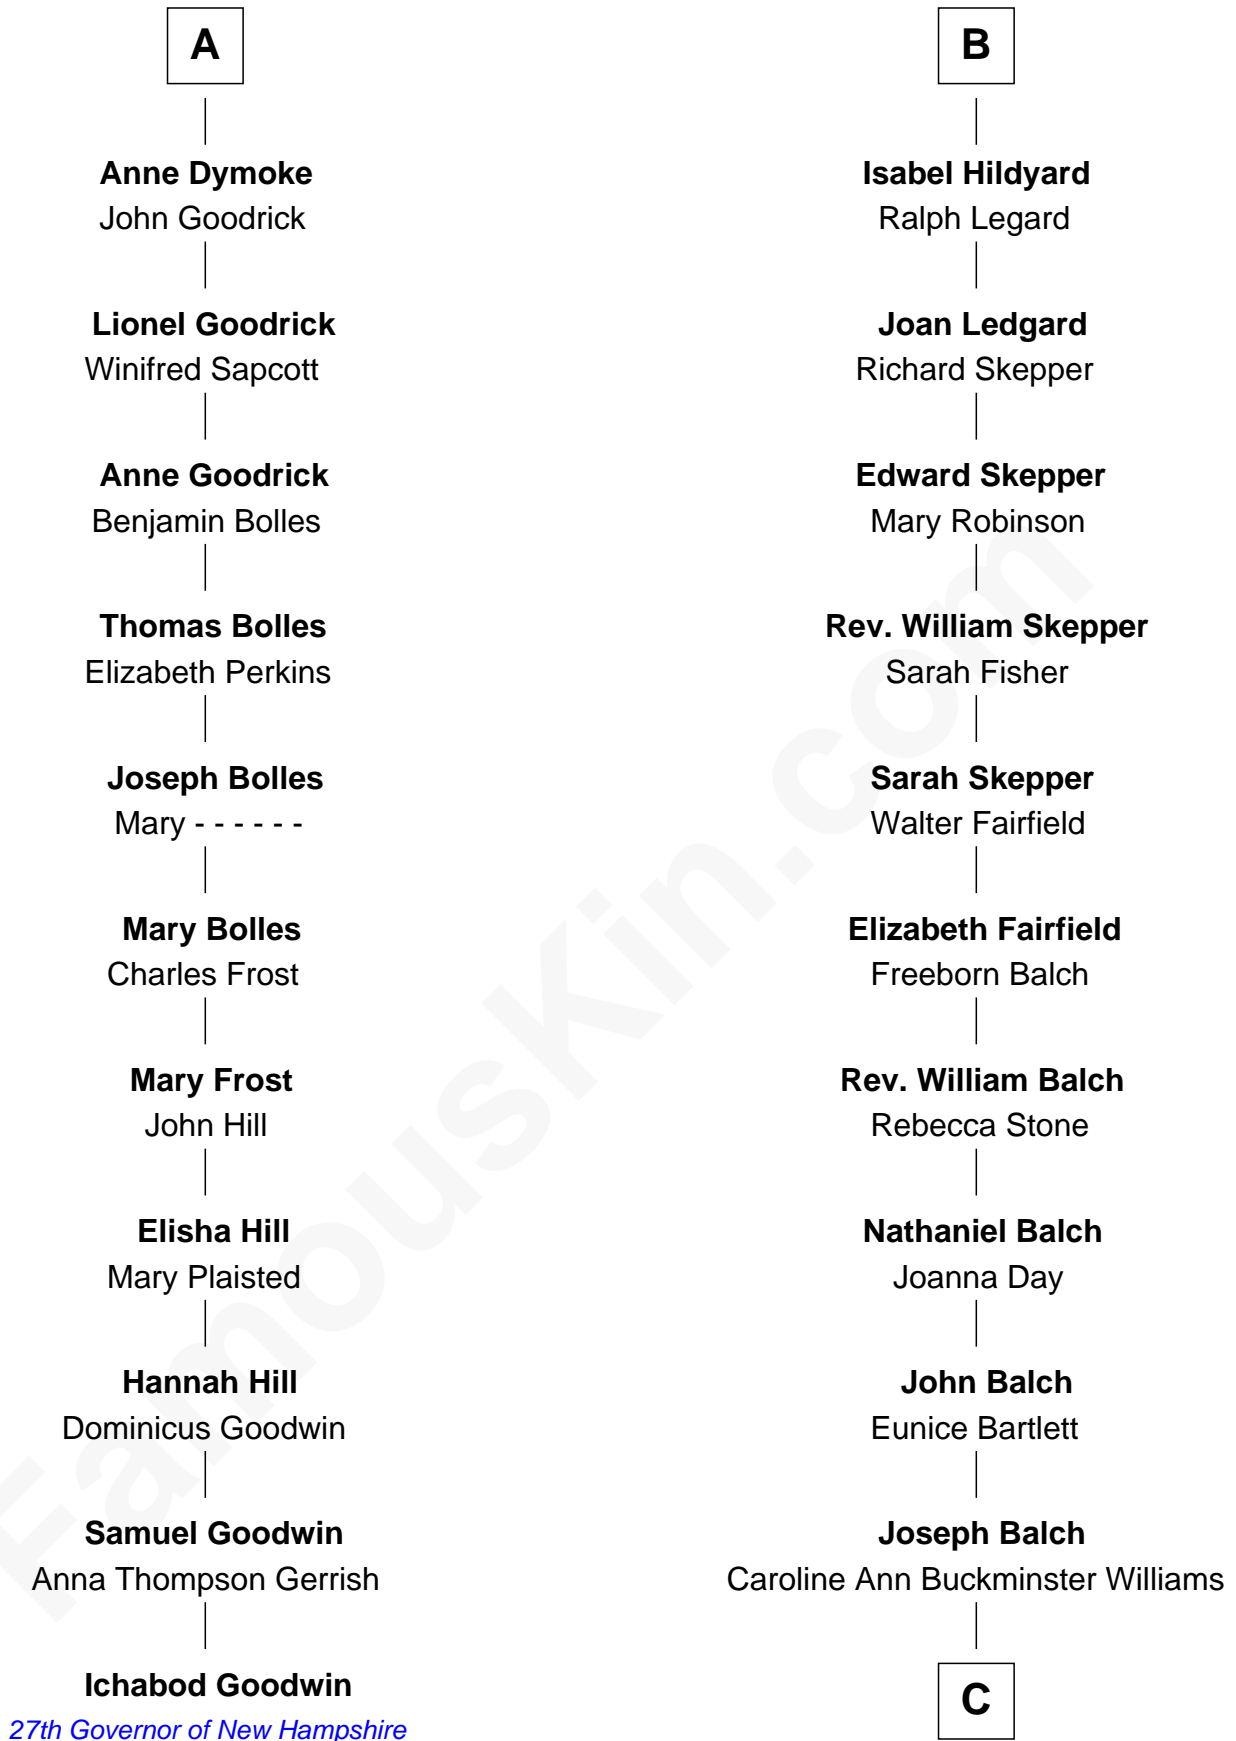 A
Anne Dymoke
John Goodrick
Lionel Goodrick
Winifred Sapcott
Anne Goodrick
Benjamin Bolles
Thomas Bolles
Elizabeth Perkins
Joseph Bolles
Mary - - - - - -
Mary Bolles
Charles Frost
Mary Frost
John Hill
Elisha Hill
Mary Plaisted
Hannah Hill
Dominicus Goodwin
Samuel Goodwin
Anna Thompson Gerrish
Ichabod Goodwin
27th Governor of New Hampshire
B
Isabel Hildyard
Ralph Legard
Joan Ledgard
Richard Skepper
Edward Skepper
Mary Robinson
Rev. William Skepper
Sarah Fisher
Sarah Skepper
Walter Fairfield
Elizabeth Fairfield
Freeborn Balch
Rev. William Balch
Rebecca Stone
Nathaniel Balch
Joanna Day
John Balch
Eunice Bartlett
Joseph Balch
Caroline Ann Buckminster Williams
C
FamousKin.com